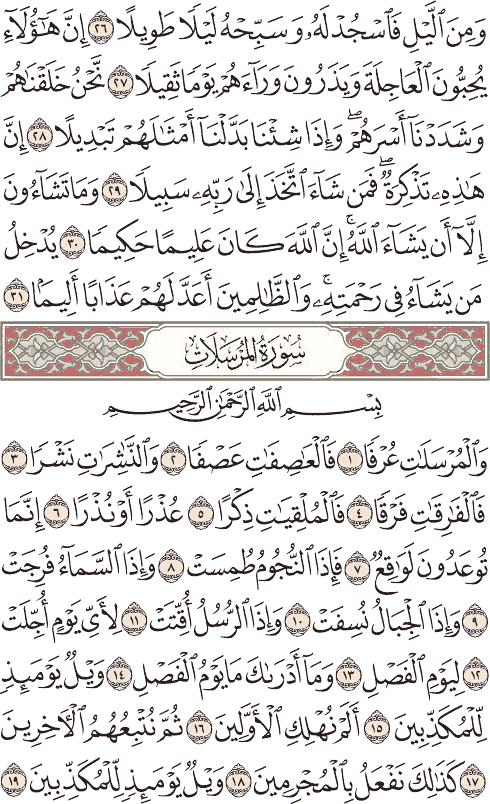 وَمِنَ ٱلَّيْلِ فَٱسْجُدْ لَهُۥ وَسَبِّحْهُ لَيْلًا طَوِيلًا ٢٦ إِنَّ هَـٰٓؤُلَآءِ
يُحِبُّونَ ٱلْعَاجِلَةَ وَيَذَرُونَ وَرَآءَهُمْ يَوْمًا ثَقِيلًا ٢٧ نَّحْنُ خَلَقْنَـٰهُمْ
وَشَدَدْنَآ أَسْرَهُمْ ۖ وَإِذَا شِئْنَا بَدَّلْنَآ أَمْثَـٰلَهُمْ تَبْدِيلًا ٢٨ إِنَّ
هَـٰذِهِۦ تَذْكِرَةٌ ۖ فَمَن شَآءَ ٱتَّخَذَ إِلَىٰ رَبِّهِۦ سَبِيلًا ٢٩ وَمَا تَشَآءُونَ
إِلَّآ أَن يَشَآءَ ٱللَّهُ ۚ إِنَّ ٱللَّهَ كَانَ عَلِيمًا حَكِيمًا ٣٠ يُدْخِلُ
مَن يَشَآءُ فِى رَحْمَتِهِۦ ۚ وَٱلظَّـٰلِمِينَ أَعَدَّ لَهُمْ عَذَابًا أَلِيمًۢا ٣١
سُورَةُ المُرْسَلَاتِ
بِسْمِ ٱللَّهِ ٱلرَّحْمَـٰنِ ٱلرَّحِيمِ
وَٱلْمُرْسَلَـٰتِ عُرْفًا ١ فَٱلْعَـٰصِفَـٰتِ عَصْفًا ٢ وَٱلنَّـٰشِرَٰتِ نَشْرًا ٣
فَٱلْفَـٰرِقَـٰتِ فَرْقًا ٤ فَٱلْمُلْقِيَـٰتِ ذِكْرًا ٥ عُذْرًا أَوْ نُذْرًا ٦ إِنَّمَا
تُوعَدُونَ لَوَٰقِعٌ ٧ فَإِذَا ٱلنُّجُومُ طُمِسَتْ ٨ وَإِذَا ٱلسَّمَآءُ فُرِجَتْ
٩ وَإِذَا ٱلْجِبَالُ نُسِفَتْ ١٠ وَإِذَا ٱلرُّسُلُ أُقِّتَتْ ١١ لِأَىِّ يَوْمٍ أُجِّلَتْ
١٢ لِيَوْمِ ٱلْفَصْلِ ١٣ وَمَآ أَدْرَىٰكَ مَا يَوْمُ ٱلْفَصْلِ ١٤ وَيْلٌ يَوْمَئِذٍ
لِّلْمُكَذِّبِينَ ١٥ أَلَمْ نُهْلِكِ ٱلْأَوَّلِينَ ١٦ ثُمَّ نُتْبِعُهُمُ ٱلْـَٔاخِرِينَ
١٧ كَذَٰلِكَ نَفْعَلُ بِٱلْمُجْرِمِينَ ١٨ وَيْلٌ يَوْمَئِذٍ لِّلْمُكَذِّبِينَ ١٩